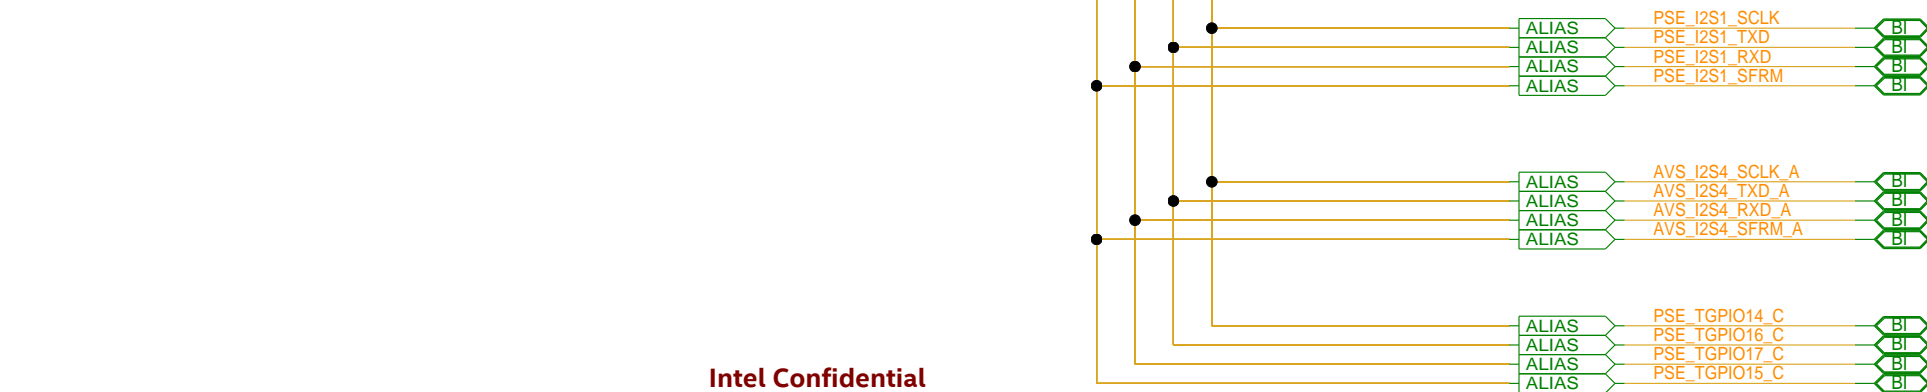 ALIAS PSE_I2S1_SCLK BI
ALIAS PSE_I2S1_TXD BI
ALIAS PSE_I2S1_RXD BI
ALIAS PSE_I2S1_SFRM BI
ALIAS AVS_I2S4_SCLK_A BI
ALIAS AVS_I2S4_TXD_A BI
ALIAS AVS_I2S4_RXD_A BI
ALIAS AVS_I2S4_SFRM_A BI
ALIAS PSE_TGPIO14_C BI
ALIAS PSE_TGPIO16_C BI
ALIAS PSE_TGPIO17_C BI
ALIAS PSE_TGPIO15_C BI
Intel Confidential